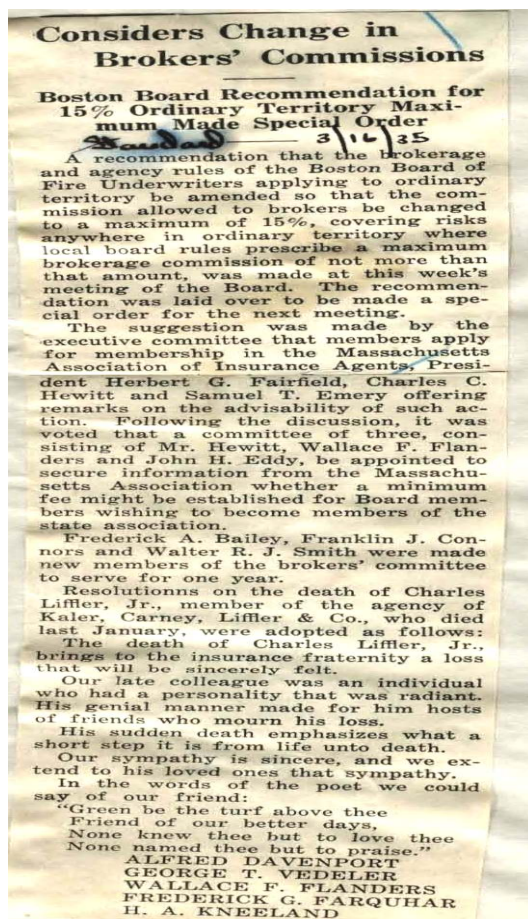 Considers Change in
Brokers' Commissions
Boston Board Recommendation for
15% Ordinary Territory Maxi-
mum Made Special Order
Standard 3/16/35
A recommendation that the brokerage
and agency rules of the Boston Board of
Fire Underwriters applying to ordinary
territory be amended so that the com-
mission allowed to brokers be changed
to a maximum of 15%, covering risks
anywhere in ordinary territory where
local board rules prescribe a maximum
brokerage commission of not more than
that amount, was made at this week's
meeting of the Board. The recommen-
dation was laid over to be made a spe-
cial order for the next meeting.
The suggestion was made by the
executive committee that members apply
for membership in the Massachusetts
Association of Insurance Agents, Presi-
dent Herbert G. Fairfield, Charles C.
Hewitt and Samuel T. Emery offering
remarks on the advisability of such ac-
tion. Following the discussion, it was
voted that a committee of three, con-
sisting of Mr. Hewitt, Wallace F. Flan-
ders and John H. Eddy, be appointed to
secure information from the Massachu-
setts Association whether a minimum
fee might be established for Board mem-
bers wishing to become members of the
state association.
Frederick A. Bailey, Franklin J. Con-
nors and Walter R. J. Smith were made
new members of the brokers' committee
to serve for one year.
Resolutionns on the death of Charles
Liffler, Jr., member of the agency of
Kaler, Carney, Liffler & Co., who died
last January, were adopted as follows:
The death of Charles Liffler, Jr.,
brings to the insurance fraternity a loss
that will be sincerely felt.
Our late colleague was an individual
who had a personality that was radiant.
His genial manner made for him hosts
of friends who mourn his loss.
His sudden death emphasizes what a
short step it is from life unto death.
Our sympathy is sincere, and we ex-
tend to his loved ones that sympathy.
In the words of the poet we could
say of our friend:
"Green be the turf above thee
Friend of our better days,
None knew thee but to love thee
None named thee but to praise."
ALFRED DAVENPORT
GEORGE T. VEDELER
WALLACE F. FLANDERS
FREDERICK G. FARQUHAR
H. A. KNEELAND